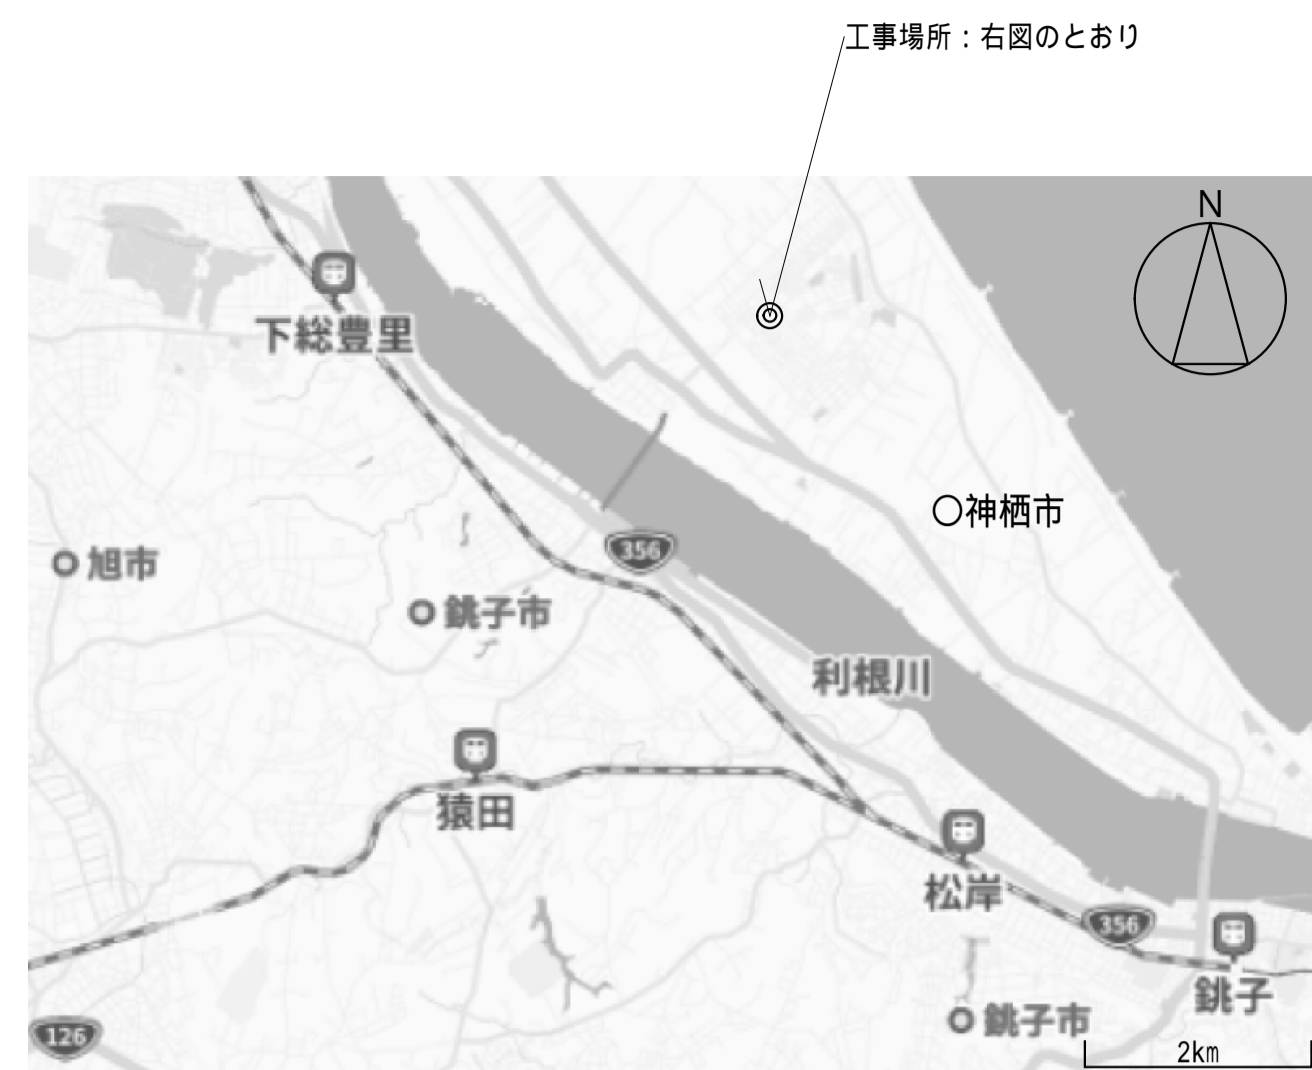 工事場所：右図のとおり
N
下総豊里
神栖市
356
旭市
銚子市
利根川
猿田
松岸
356
銚子
銚子市
126
2km